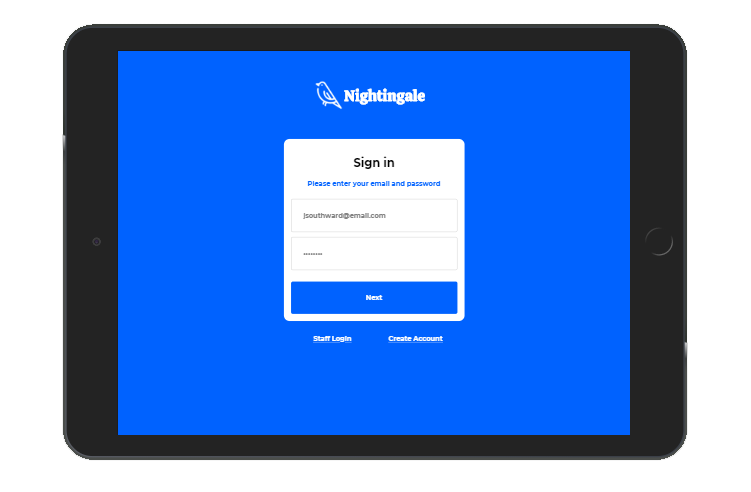 Nightingale
Sign in
Please enter your email and password
jsouthward@email.com
••••••••
Next
Staff Login
Create Account